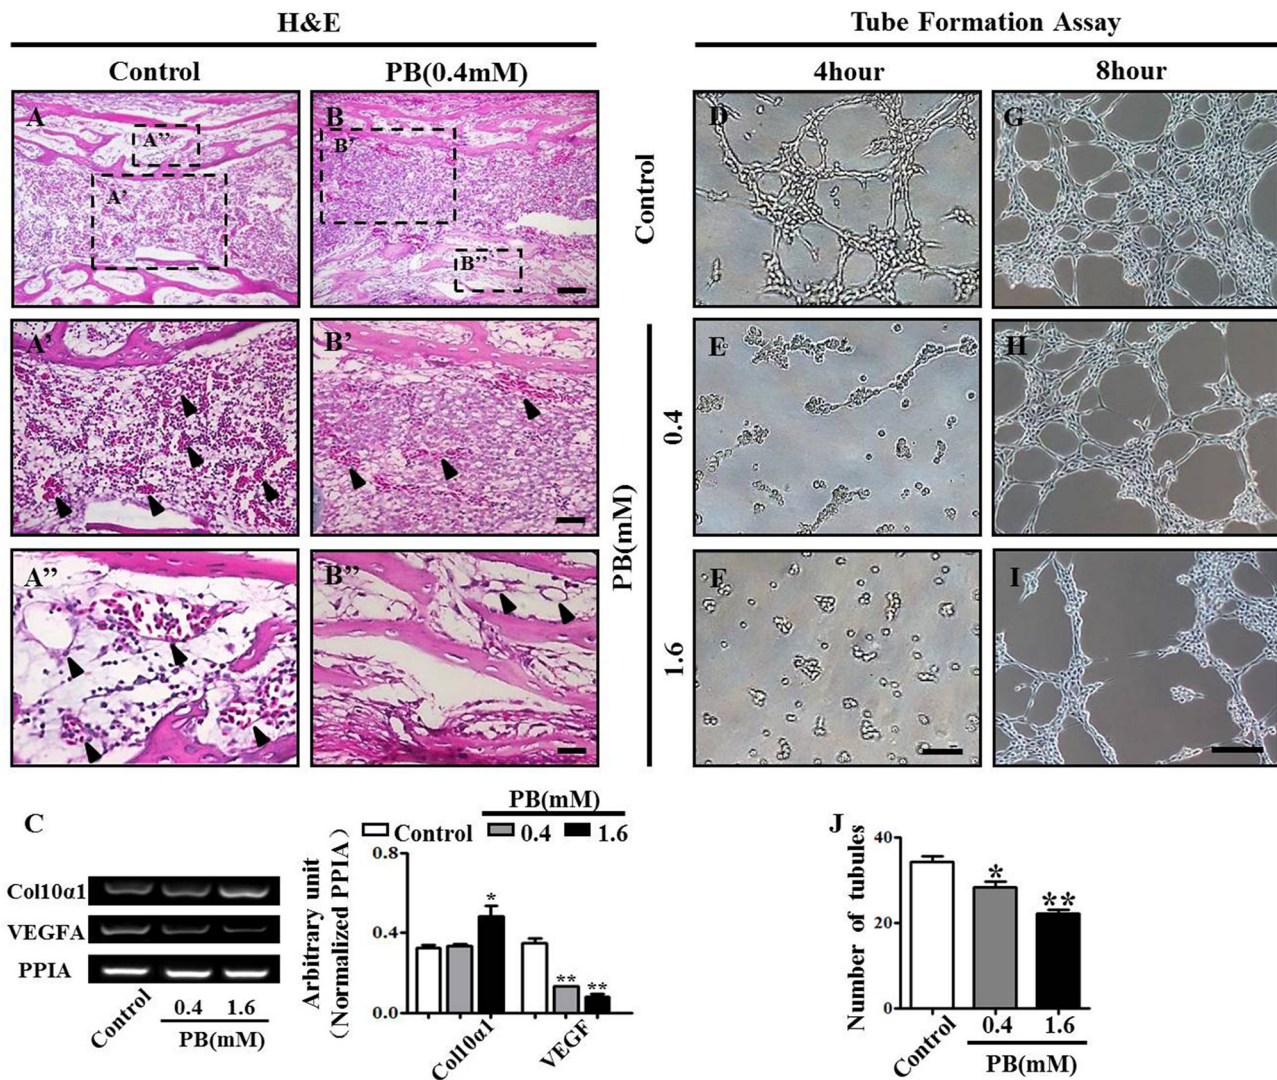 H&E
Tube Formation Assay
Control
PB(0.4mM)
4hour
8hour
A
A’’
A’
B
B’
B’’
D
G
Control
A’
B’
E
H
0.4
PB(mM)
A’’
B’’
F
I
1.6
C
Col10α1
VEGFA
PPIA
Control
0.4
1.6
PB(mM)
PB(mM)
Control
0.4
1.6
Arbitrary unit
(Normalized PPIA)
0.8
0.4
0.0
*
**
**
Col10α1
VEGF
J
Number of tubules
40
20
0
*
**
Control
0.4
1.6
PB(mM)